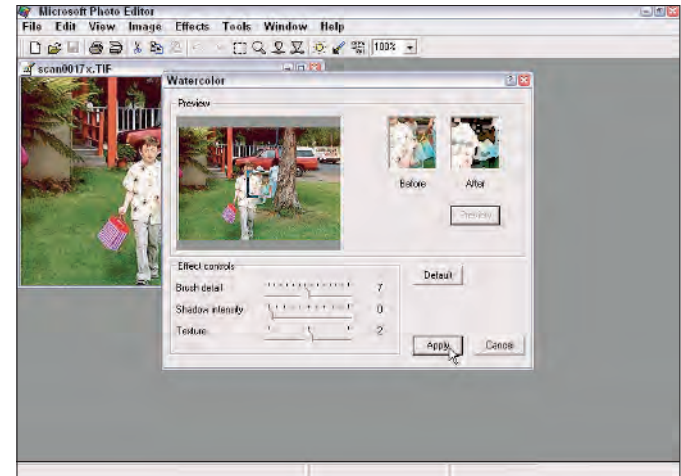 Microsoft Photo Editor
File Edit View Image Effects Tools Window Help
100%
scan0017x.TIF
Watercolor
Preview
Before After
Preview
Effect controls
Default
Brush detail 7
Shadow intensity 0
Texture 2
Apply Cancel